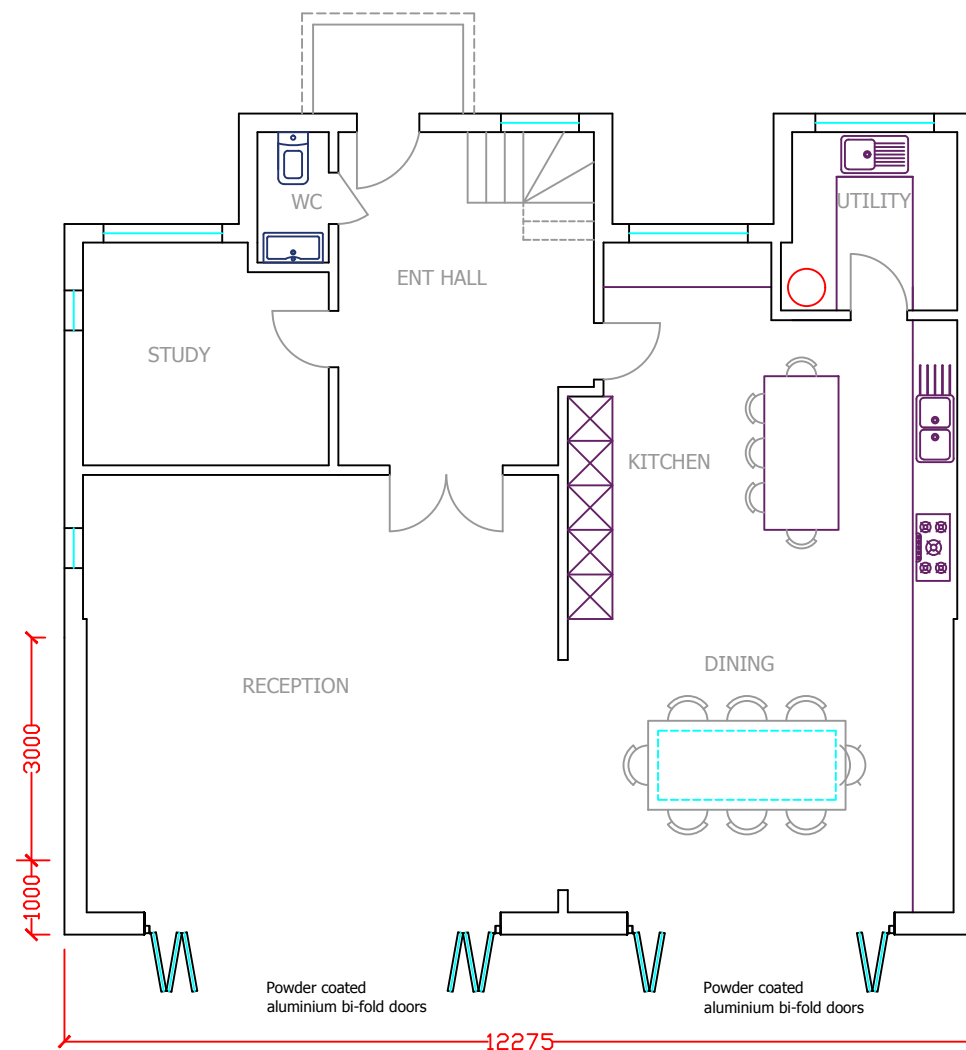 WC
UTILITY
ENT HALL
STUDY
KITCHEN
DINING
RECEPTION
3000
1000
Powder coated
aluminium bi-fold doors
Powder coated
aluminium bi-fold doors
12275